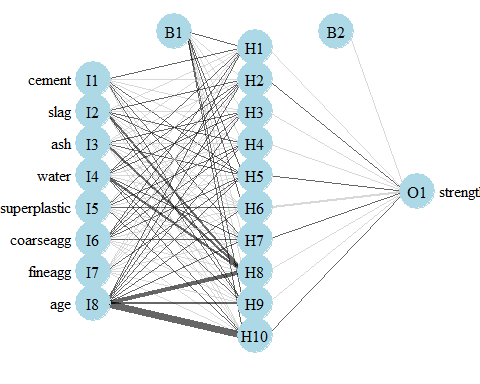 B1
B2
H1
cement I1
H2
slag I2
H3
ash I3
H4
water I4
H5
O1 strength
superplastic I5
H6
coarseagg I6
H7
fineagg I7
H8
age I8
H9
H10